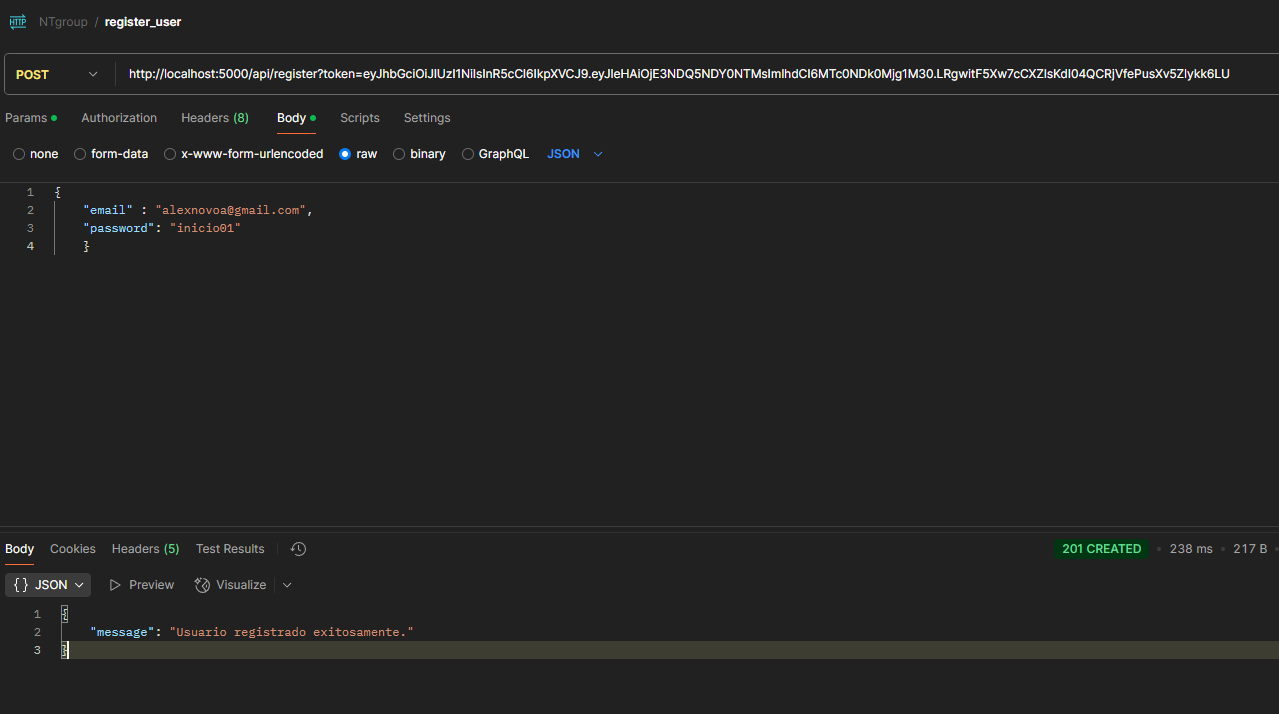 HTTP NTgroup / register_user
POST http://localhost:5000/api/register?token=eyJhbGciOiJIUzI1NiIsInR5cCI6IkpXVCJ9.eyJleHAiOjE3NDQ5NDY0NTMsImlhdCI6MTc0NDk0Mjg1M30.LRgwitF5Xw7cCXZlsKdI04QCRjVfePusXv5Zlykk6LU
Params Authorization Headers (8) Body Scripts Settings
none form-data x-www-form-urlencoded raw binary GraphQL JSON
1 {
2 "email" : "alexnovoa@gmail.com",
3 "password": "inicio01"
4 }
Body Cookies Headers (5) Test Results 201 CREATED • 238 ms • 217 B •
{} JSON Preview Visualize
1 {
2 "message": "Usuario registrado exitosamente."
3 }